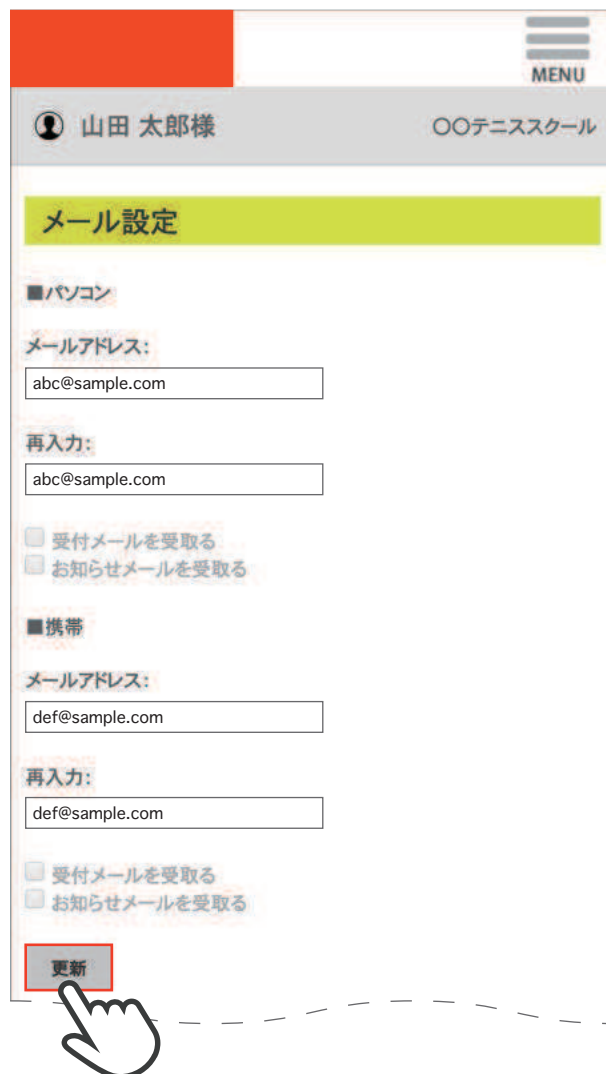 MENU
山田 太郎様 〇〇テニススクール
メール設定
■パソコン
メールアドレス:
abc@sample.com
再入力:
abc@sample.com
受付メールを受取る
お知らせメールを受取る
■携帯
メールアドレス:
def@sample.com
再入力:
def@sample.com
受付メールを受取る
お知らせメールを受取る
更新